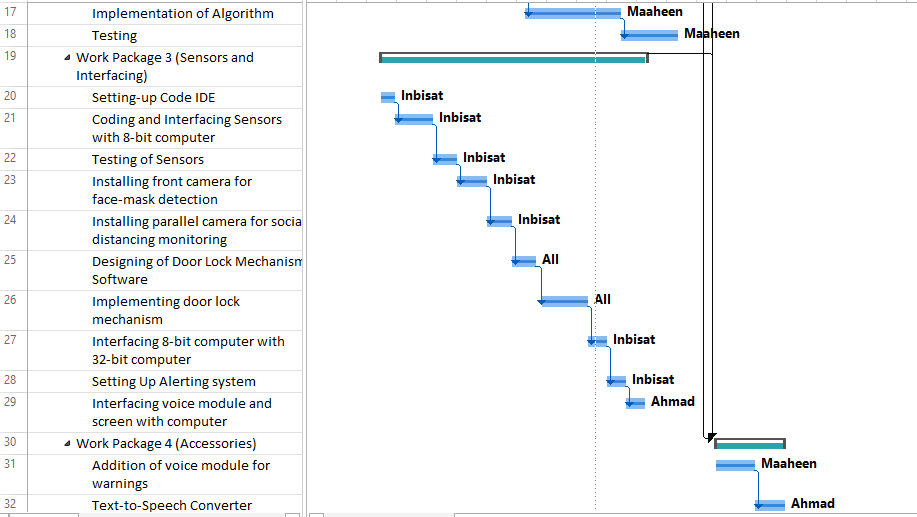 17 Implementation of Algorithm Maaheen
18 Testing Maaheen
19 Work Package 3 (Sensors and
Interfacing)
20 Setting-up Code IDE Inbisat
21 Coding and Interfacing Sensors Inbisat
with 8-bit computer
22 Testing of Sensors Inbisat
23 Installing front camera for Inbisat
face-mask detection
24 Installing parallel camera for socia Inbisat
distancing monitoring
25 Designing of Door Lock Mechanism All
Software
26 Implementing door lock All
mechanism
27 Interfacing 8-bit computer with Inbisat
32-bit computer
28 Setting Up Alerting system Inbisat
29 Interfacing voice module and Ahmad
screen with computer
30 Work Package 4 (Accessories)
31 Addition of voice module for Maaheen
warnings
32 Text-to-Speech Converter Ahmad